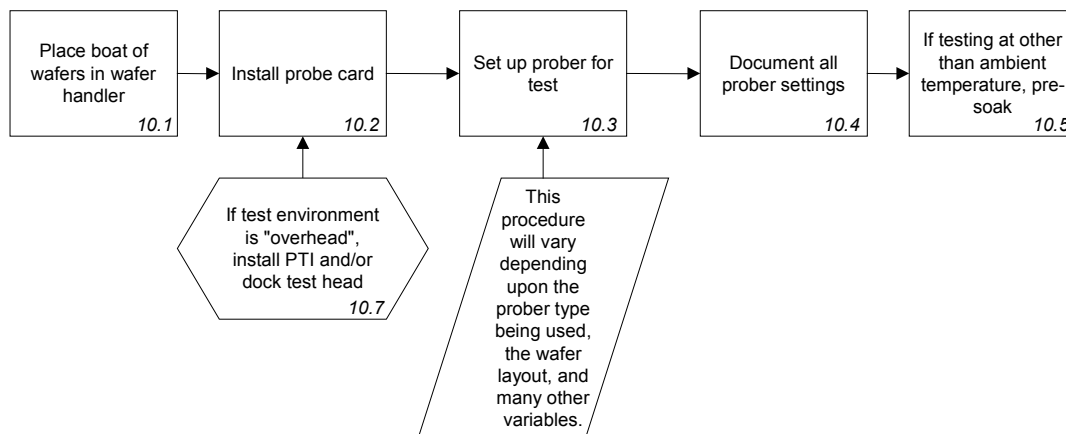 Place boat of
wafers in wafer
handler
10.1
Install probe card
10.2
Set up prober for
test
10.3
Document all
prober settings
10.4
If testing at other
than ambient
temperature, pre-
soak
10.5
If test environment
is "overhead",
install PTI and/or
dock test head
10.7
This
procedure
will vary
depending
upon the
prober type
being used,
the wafer
layout, and
many other
variables.